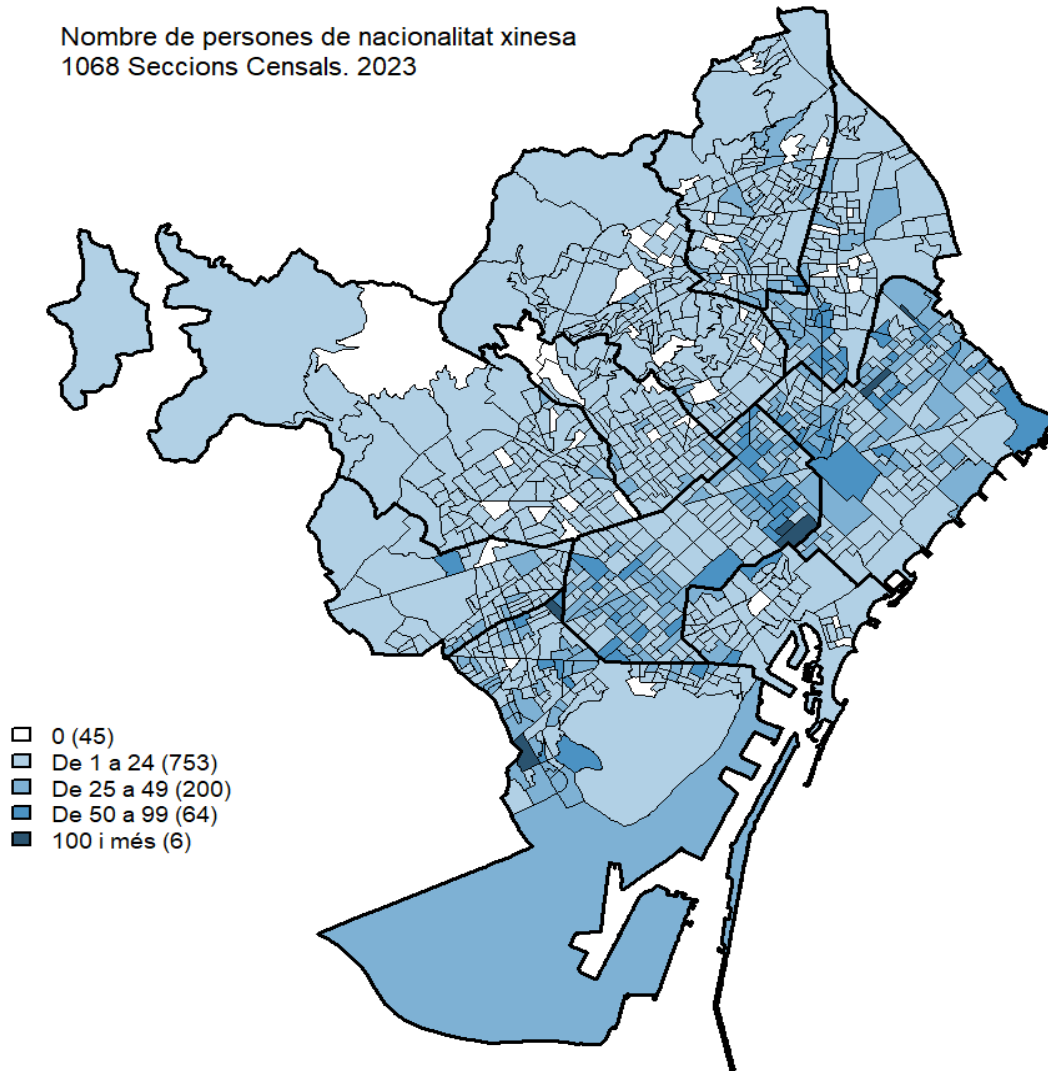 Nombre de persones de nacionalitat xinesa
1068 Seccions Censals. 2023
0 (45)
De 1 a 24 (753)
De 25 a 49 (200)
De 50 a 99 (64)
100 i més (6)